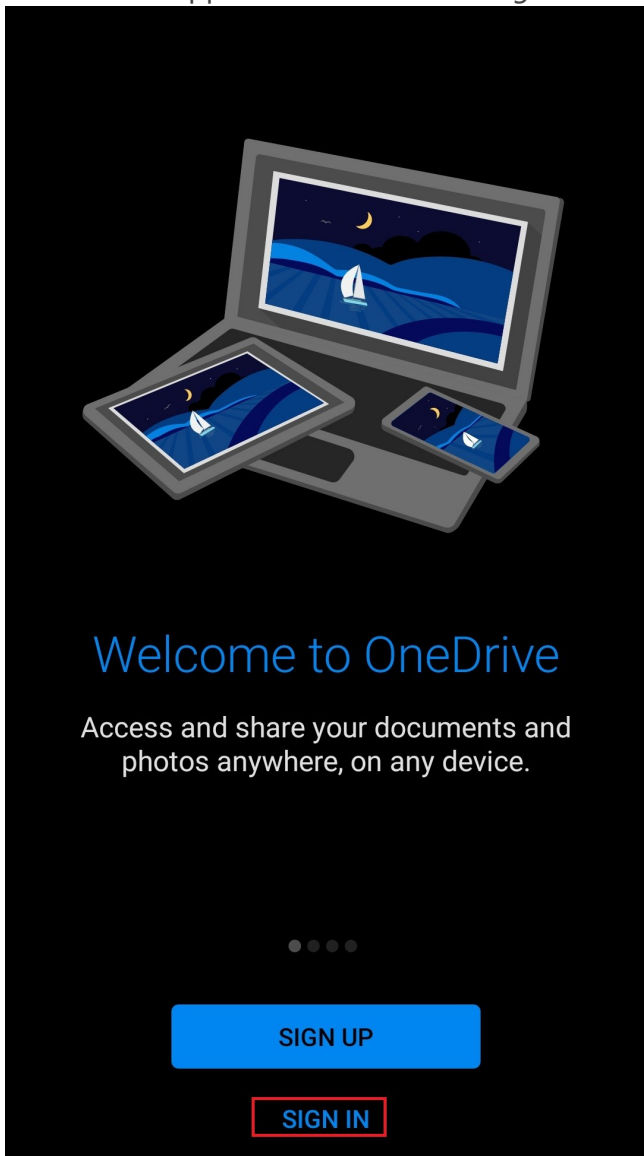 Welcome to OneDrive
Access and share your documents and
photos anywhere, on any device.
SIGN UP
SIGN IN